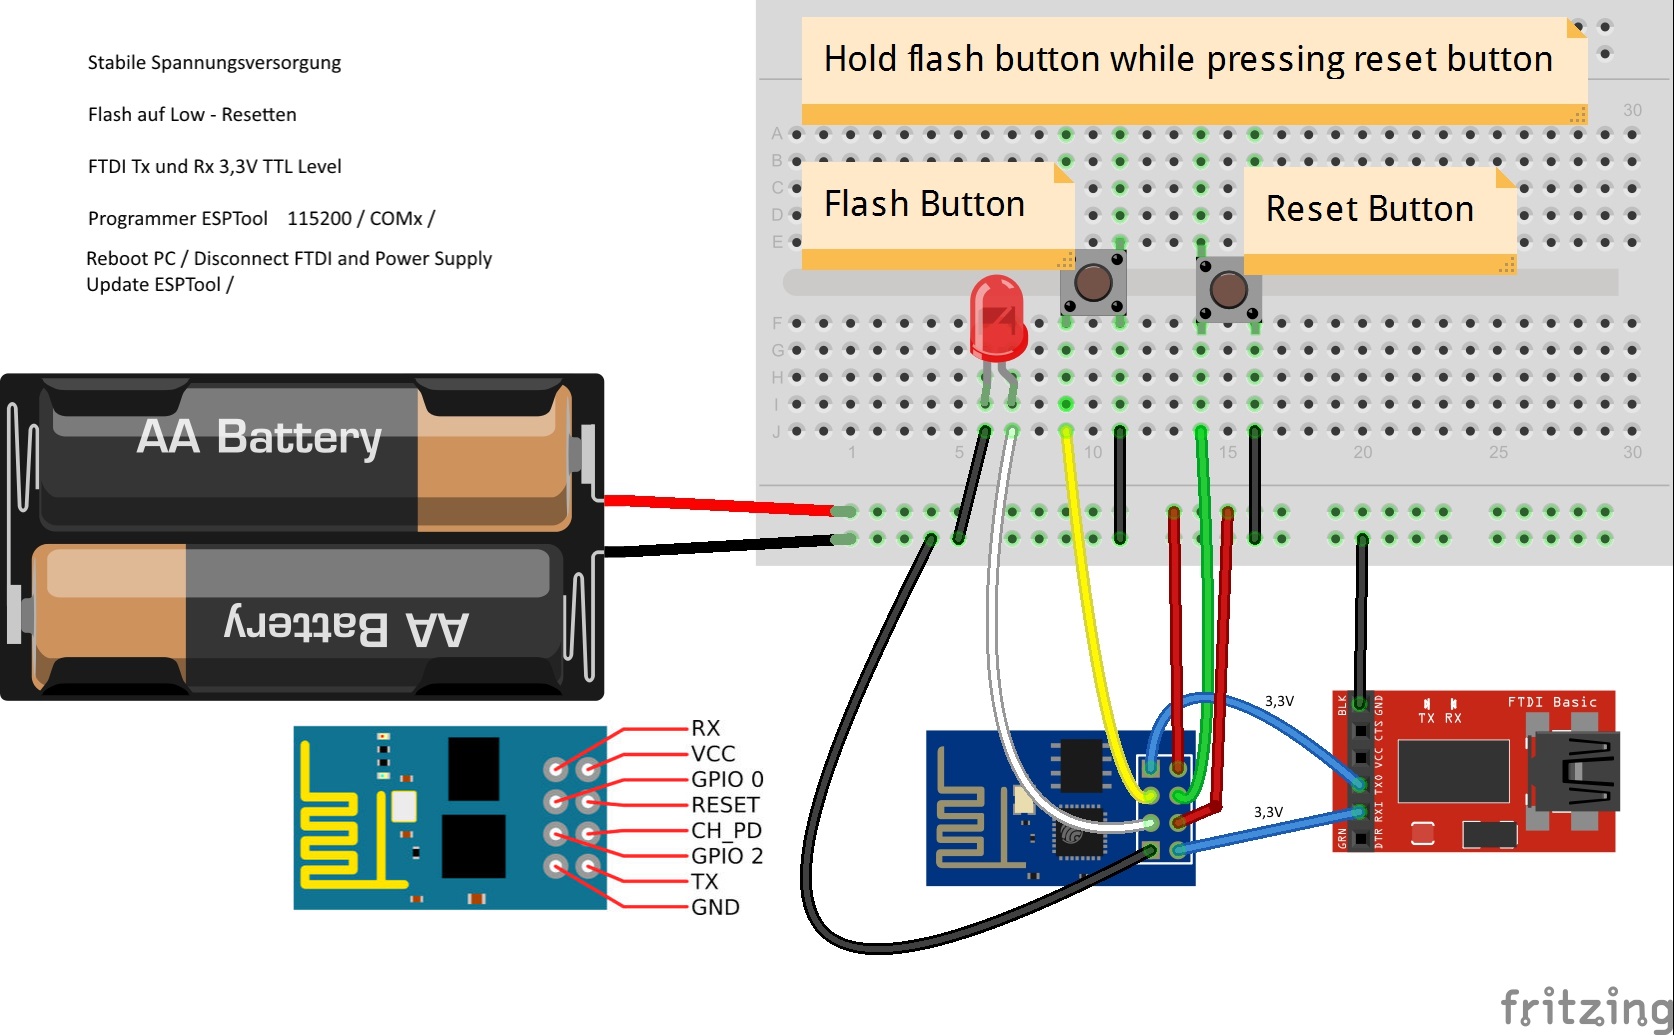 Stabile Spannungsversorgung
Flash auf Low - Resetten
FTDI Tx und Rx 3,3V TTL Level
Programmer ESPTool 115200 / COMx /
Reboot PC / Disconnect FTDI and Power Supply
Update ESPTool /
Hold flash button while pressing reset button
30
A
B
C
D
E
Flash Button
Reset Button
F
G
H
I
J
1 5 10 15 20 25 30
AA Battery
AA Battery
RX
VCC
GPIO 0
RESET
CH_PD
GPIO 2
TX
GND
3,3V
3,3V
FTDI Basic
TX RX
BLK
GRN
GND
CTS
VCC
TXO
RXI
DTR
fritzing